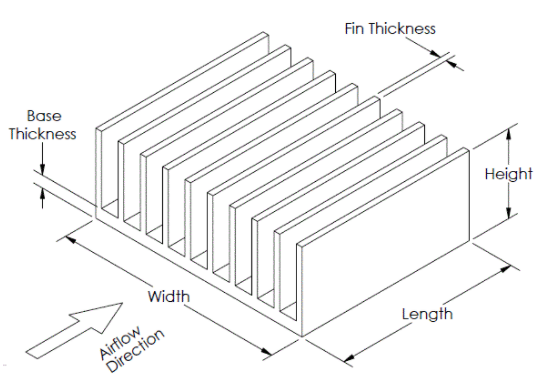 Fin Thickness
Base
Thickness
Height
Width
Length
Airflow
Direction